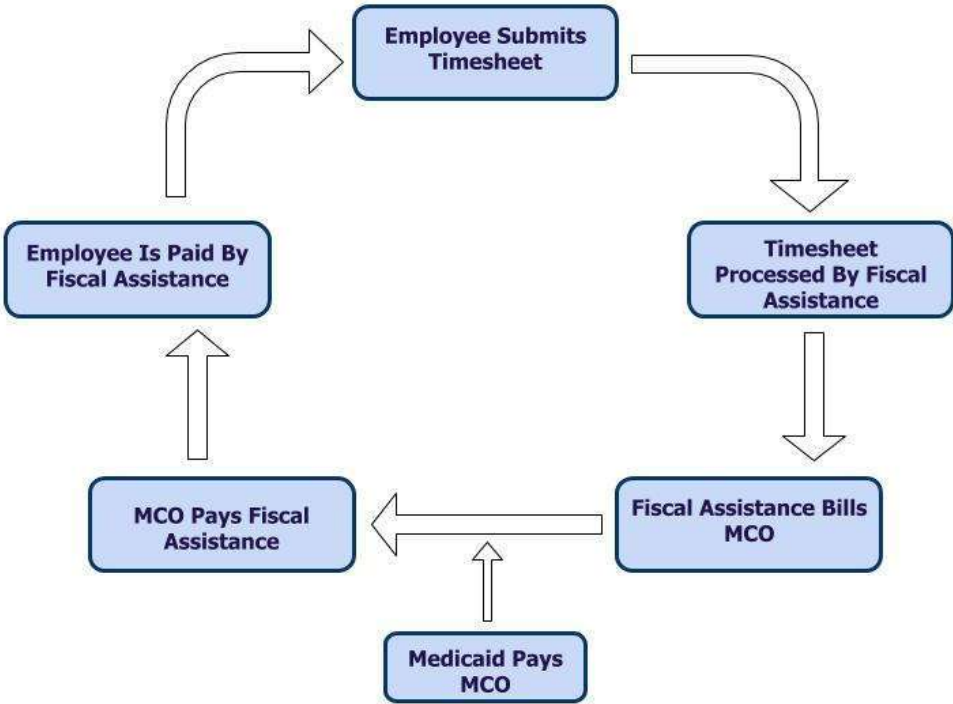 Employee Submits
Timesheet
Timesheet
Processed By Fiscal
Assistance
Fiscal Assistance Bills
MCO
Medicaid Pays
MCO
MCO Pays Fiscal
Assistance
Employee Is Paid By
Fiscal Assistance